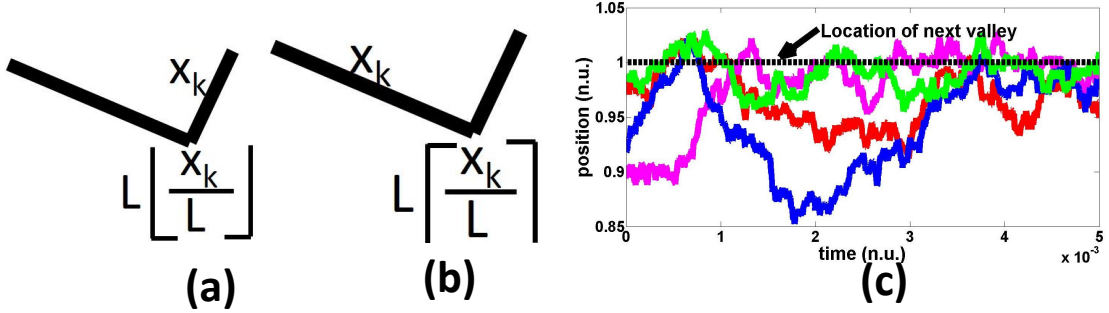 x_k
L⌊x_k/L⌋
(a)
x_k
L⌈x_k/L⌉
(b)
position (n.u.)
1.05
1
0.95
0.9
0.85
Location of next valley
0 1 2 3 4 5
time (n.u.)
x 10⁻³
(c)